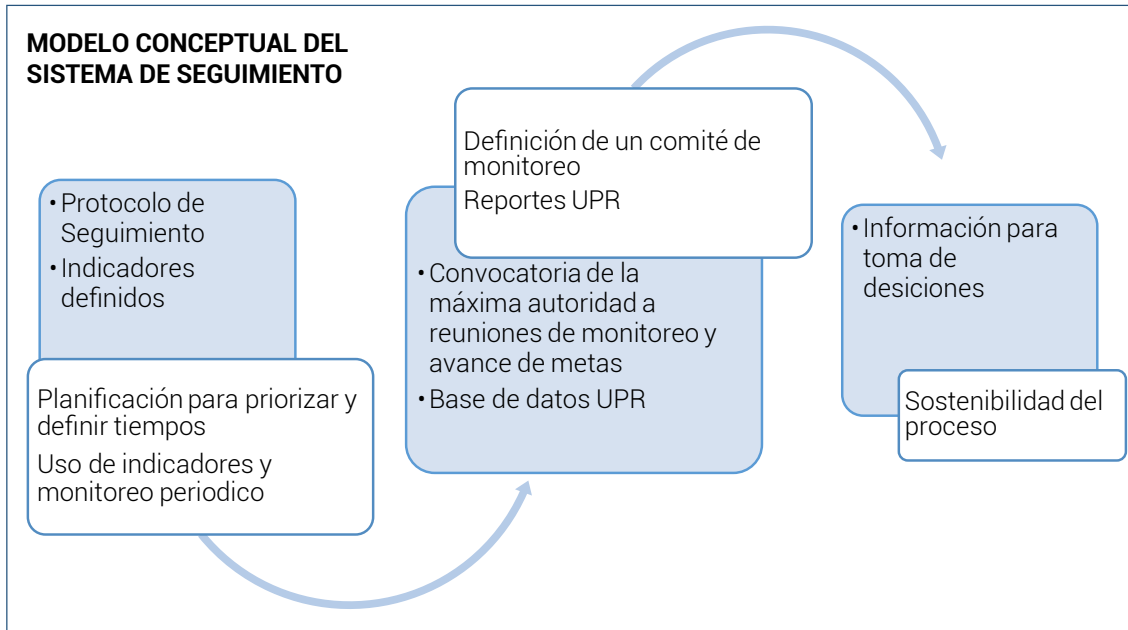 MODELO CONCEPTUAL DEL
SISTEMA DE SEGUIMIENTO
• Protocolo de
Seguimiento
• Indicadores
definidos
Planificación para priorizar y
definir tiempos
Uso de indicadores y
monitoreo periodico
Definición de un comité de
monitoreo
Reportes UPR
• Convocatoria de la
máxima autoridad a
reuniones de monitoreo y
avance de metas
• Base de datos UPR
• Información para
toma de
desiciones
Sostenibilidad del
proceso